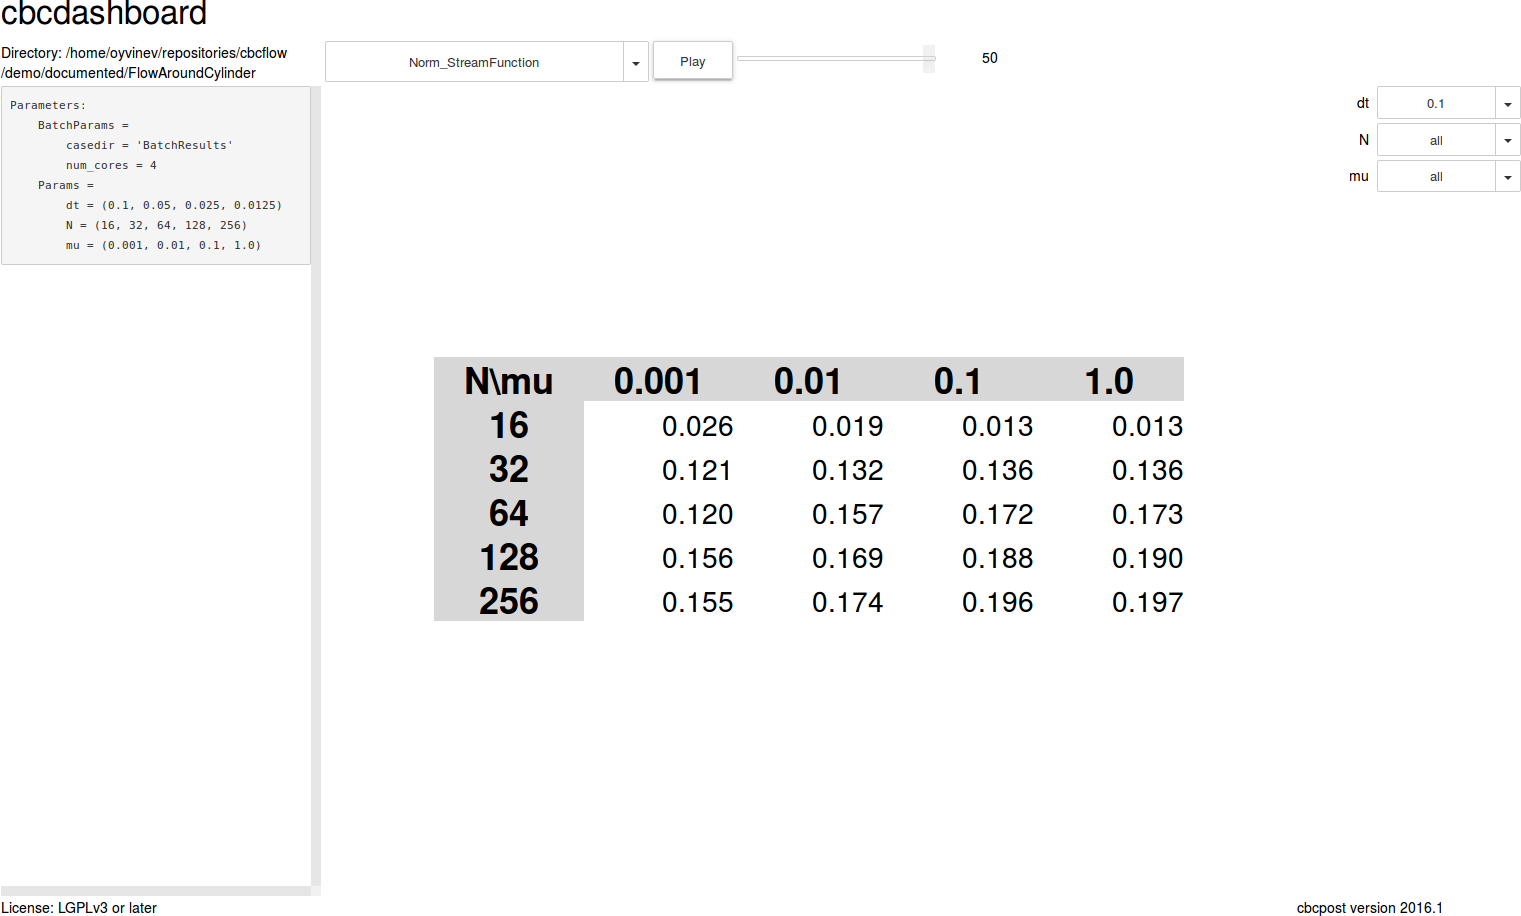 cbcdashboard
Directory: /home/oyvinev/repositories/cbcflow
/demo/documented/FlowAroundCylinder
Norm_StreamFunction
Play
50
dt 0.1
N all
mu all
Parameters:
    BatchParams =
        casedir = 'BatchResults'
        num_cores = 4
    Params =
        dt = (0.1, 0.05, 0.025, 0.0125)
        N = (16, 32, 64, 128, 256)
        mu = (0.001, 0.01, 0.1, 1.0)
N\mu 0.001 0.01 0.1 1.0
16 0.026 0.019 0.013 0.013
32 0.121 0.132 0.136 0.136
64 0.120 0.157 0.172 0.173
128 0.156 0.169 0.188 0.190
256 0.155 0.174 0.196 0.197
License: LGPLv3 or later
cbcpost version 2016.1